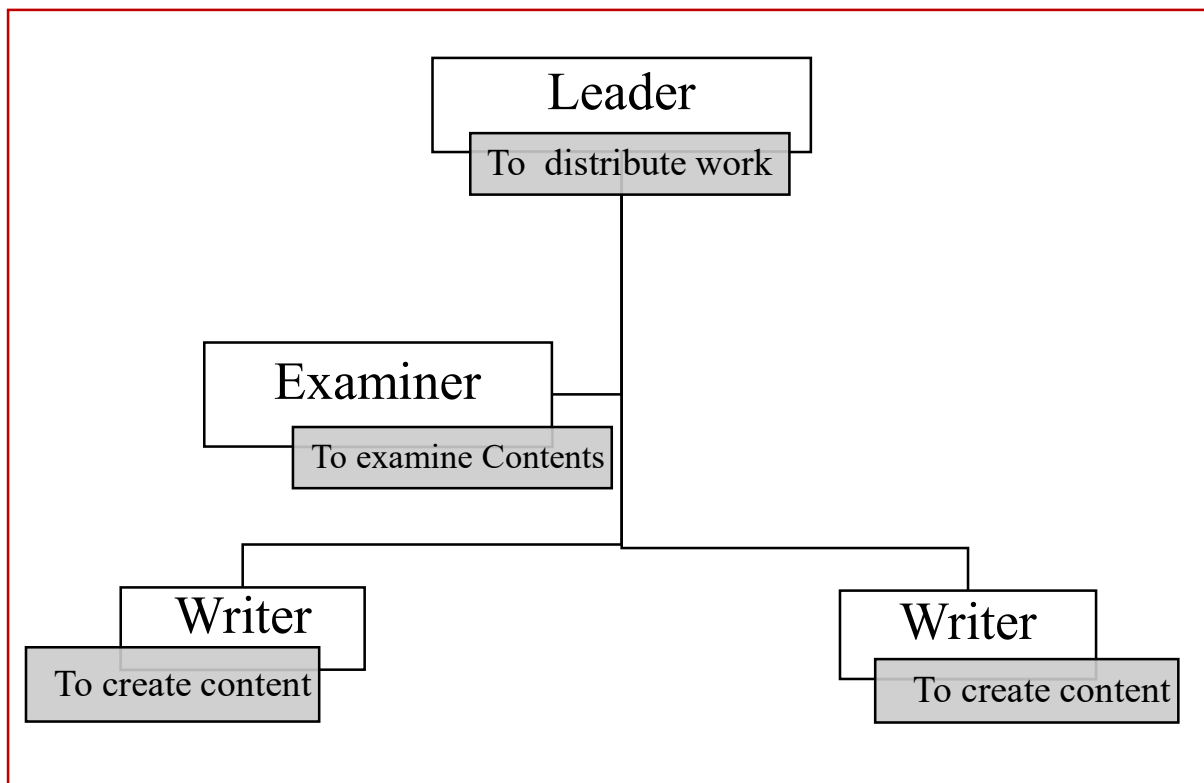 Leader
To distribute work
Examiner
To examine Contents
Writer
To create content
Writer
To create content